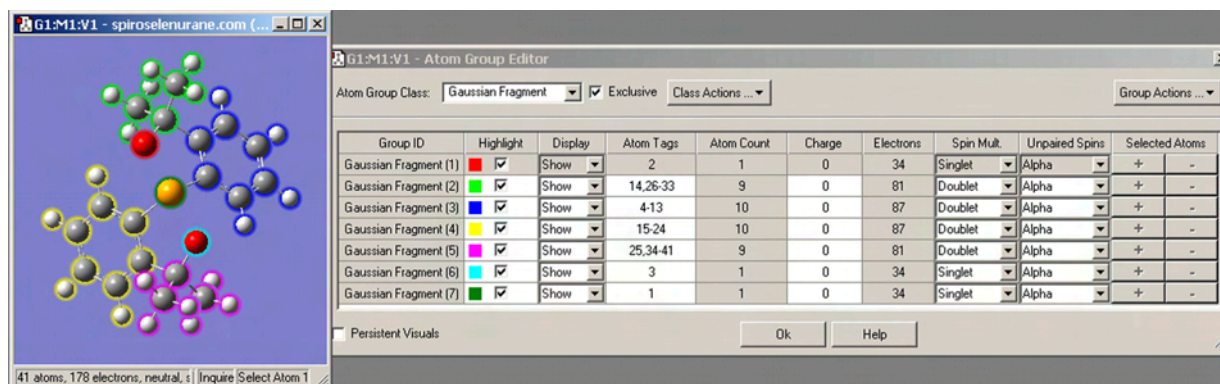 G1:M1:V1 - spiroselenurane.com (...
G1:M1:V1 - Atom Group Editor
Atom Group Class: Gaussian Fragment Exclusive Class Actions ... Group Actions ...
Group ID Highlight Display Atom Tags Atom Count Charge Electrons Spin Mult. Unpaired Spins Selected Atoms
Gaussian Fragment (1) Show 2 1 0 34 Singlet Alpha + -
Gaussian Fragment (2) Show 14,26-33 9 0 81 Doublet Alpha + -
Gaussian Fragment (3) Show 4-13 10 0 87 Doublet Alpha + -
Gaussian Fragment (4) Show 15-24 10 0 87 Doublet Alpha + -
Gaussian Fragment (5) Show 25,34-41 9 0 81 Doublet Alpha + -
Gaussian Fragment (6) Show 3 1 0 34 Singlet Alpha + -
Gaussian Fragment (7) Show 1 1 0 34 Singlet Alpha + -
Persistent Visuals Ok Help
41 atoms, 178 electrons, neutral, s Inquire Select Atom 1